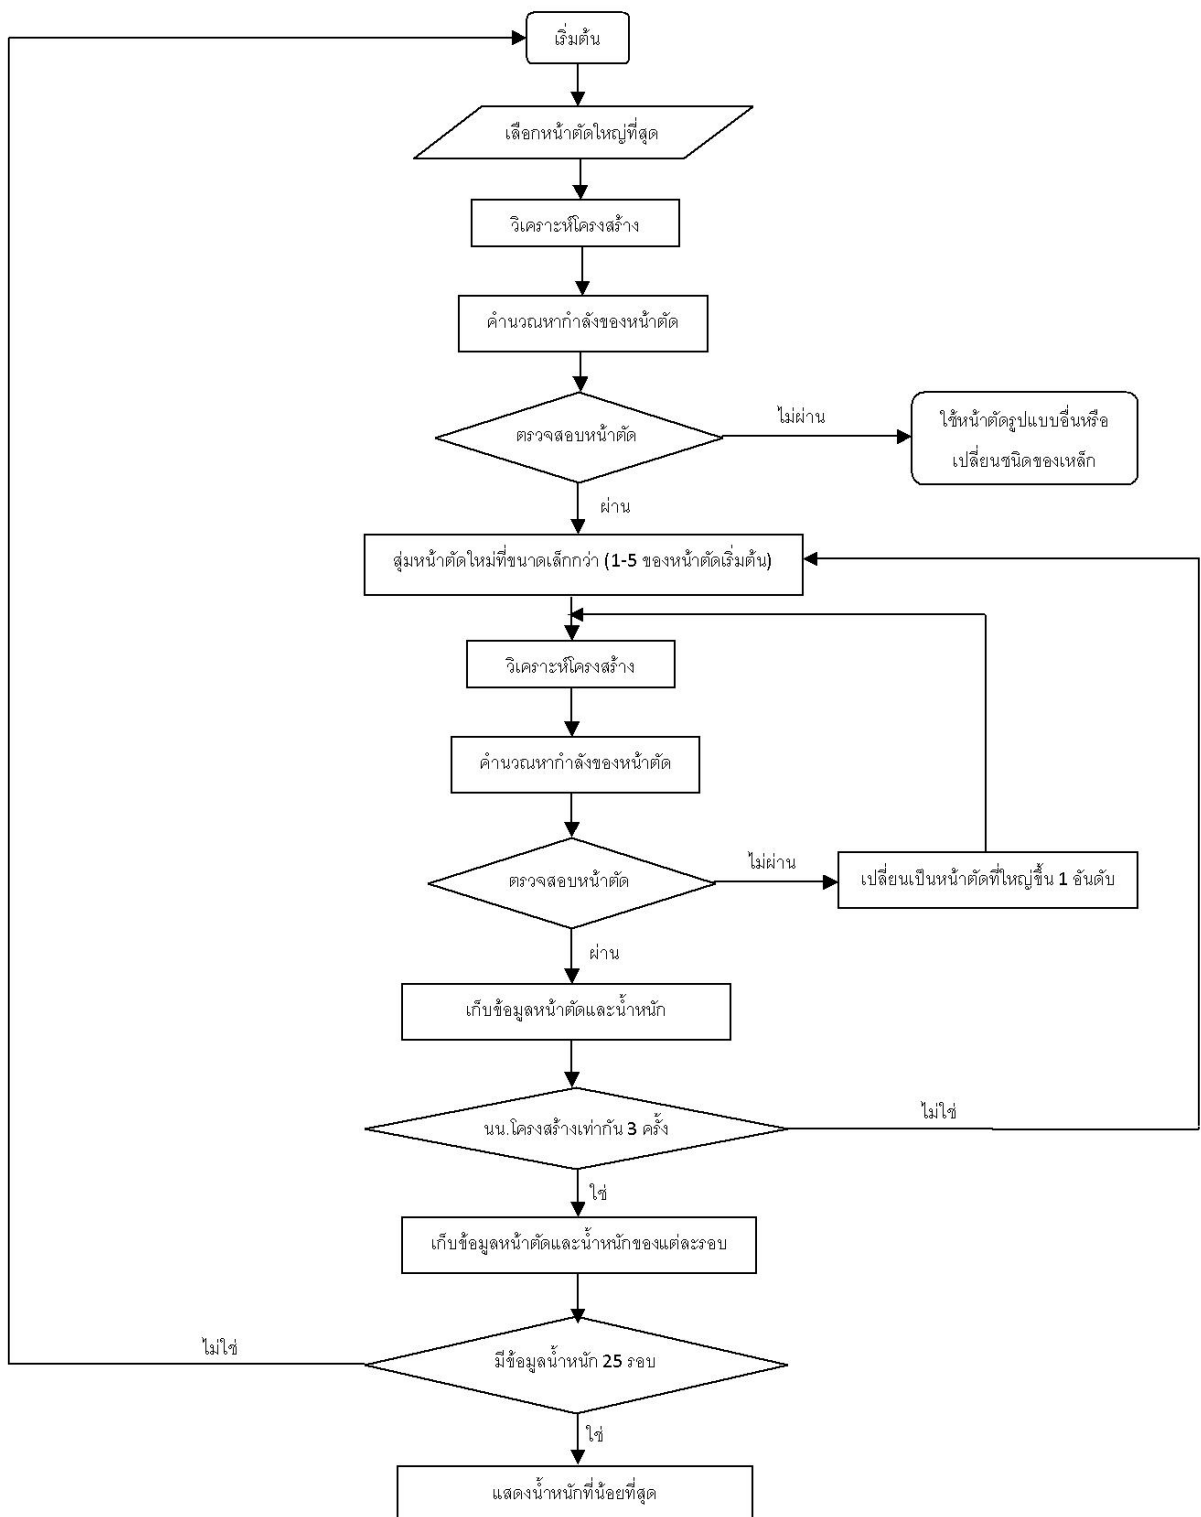 เริ่มต้น
เลือกหน้าตัดใหญ่ที่สุด
วิเคราะห์โครงสร้าง
คำนวณหากำลังของหน้าตัด
ตรวจสอบหน้าตัด
ไม่ผ่าน
ใช้หน้าตัดรูปแบบอื่นหรือ
เปลี่ยนชนิดของเหล็ก
ผ่าน
สุ่มหน้าตัดใหม่ที่ขนาดเล็กกว่า (1-5 ของหน้าตัดเริ่มต้น)
วิเคราะห์โครงสร้าง
คำนวณหากำลังของหน้าตัด
ตรวจสอบหน้าตัด
ไม่ผ่าน
เปลี่ยนเป็นหน้าตัดที่ใหญ่ขึ้น 1 อันดับ
ผ่าน
เก็บข้อมูลหน้าตัดและน้ำหนัก
นน.โครงสร้างเท่ากัน 3 ครั้ง
ไม่ใช่
ใช่
เก็บข้อมูลหน้าตัดและน้ำหนักของแต่ละรอบ
มีข้อมูลน้ำหนัก 25 รอบ
ไม่ใช่
ใช่
แสดงน้ำหนักที่น้อยที่สุด